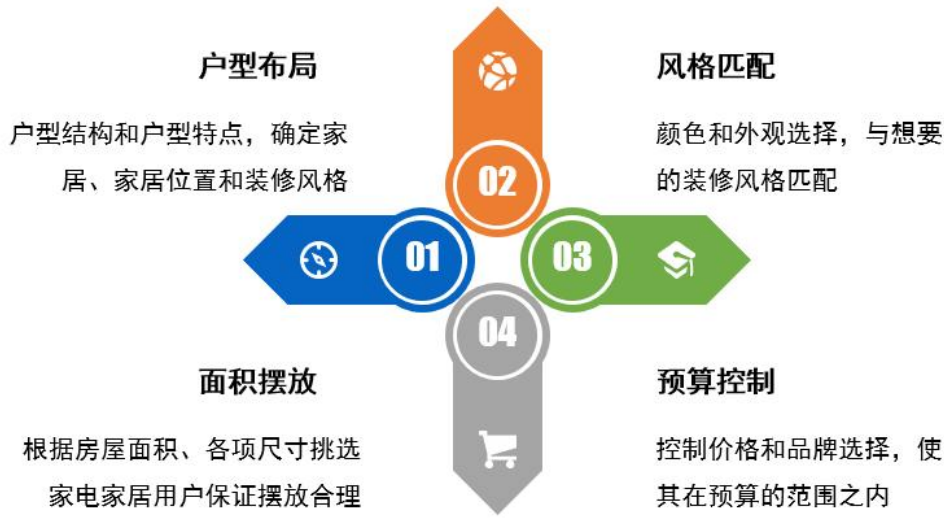 户型布局
户型结构和户型特点，确定家
居、家居位置和装修风格
风格匹配
颜色和外观选择，与想要
的装修风格匹配
02
01
03
04
面积摆放
根据房屋面积、各项尺寸挑选
家电家居用户保证摆放合理
预算控制
控制价格和品牌选择，使
其在预算的范围之内